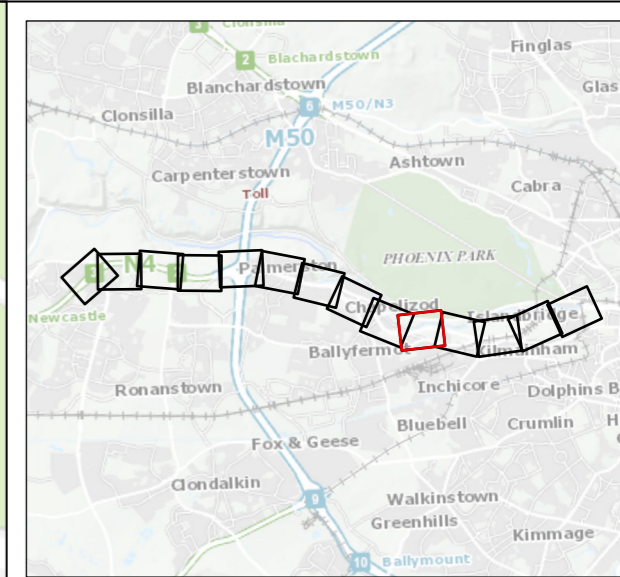 3
Clonsilla
Finglas
2
Blachardstown
Blanchardstown
Glas
6
M50/N3
Clonsilla
M50
Ashtown
Carpenterstown
Cabra
Toll
PHOENIX PARK
N4
Palmerston
2
Newcastle
Chapelizod
Islandbridge
Ballyfermot
Kilmainham
Inchicore
Ronanstown
Dolphins B
Bluebell
Crumlin
H
Fox & Geese
Clondalkin
9
Walkinstown
Greenhills
Kimmage
10
Ballymount